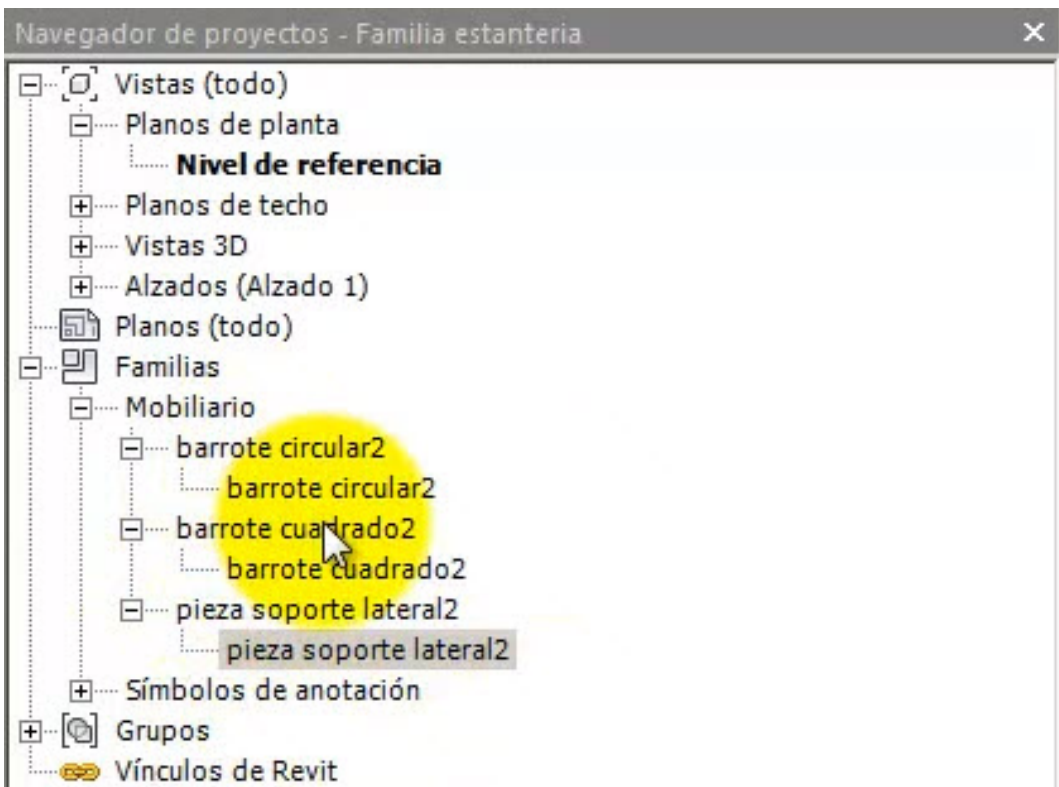 Navegador de proyectos - Familia estanteria
Vistas (todo)
Planos de planta
Nivel de referencia
Planos de techo
Vistas 3D
Alzados (Alzado 1)
Planos (todo)
Familias
Mobiliario
barrote circular2
barrote circular2
barrote cuadrado2
barrote cuadrado2
pieza soporte lateral2
pieza soporte lateral2
Símbolos de anotación
Grupos
Vínculos de Revit